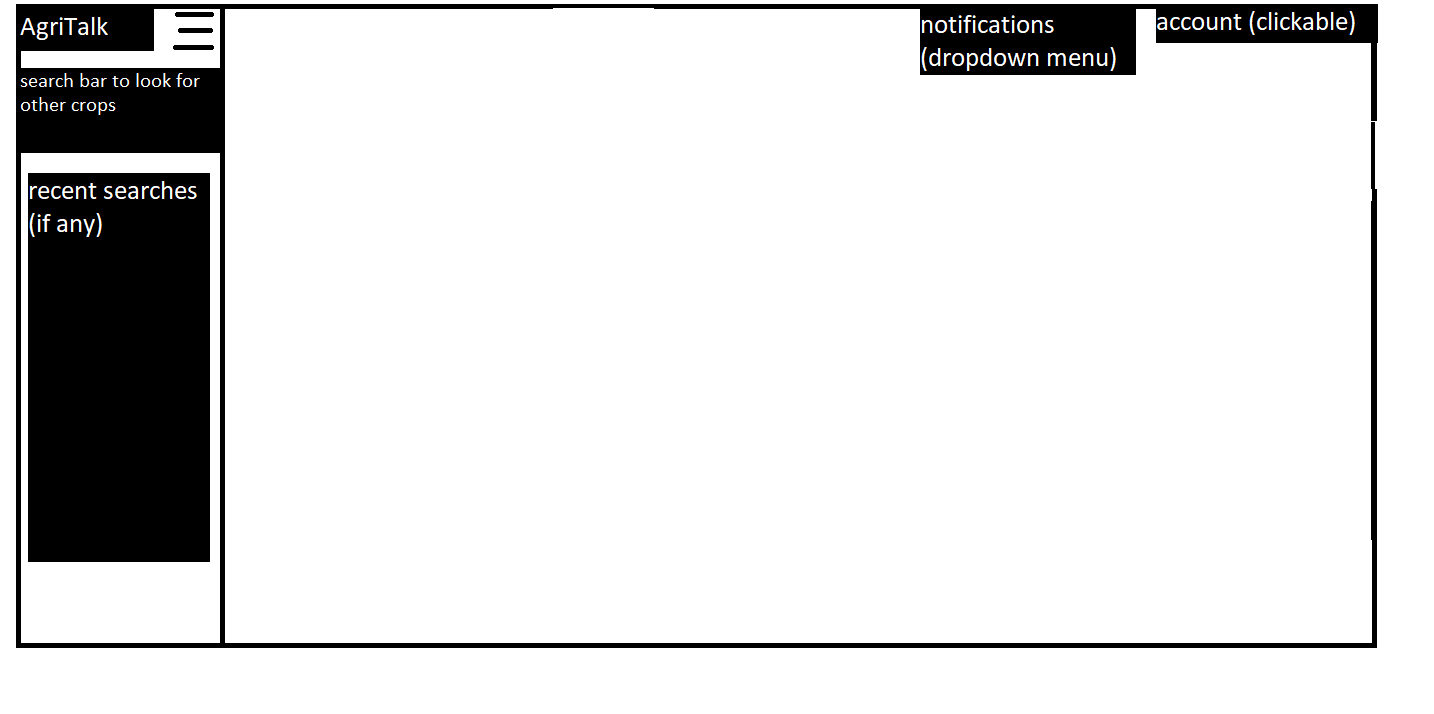 AgriTalk
search bar to look for
other crops
recent searches
(if any)
notifications
(dropdown menu)
account (clickable)